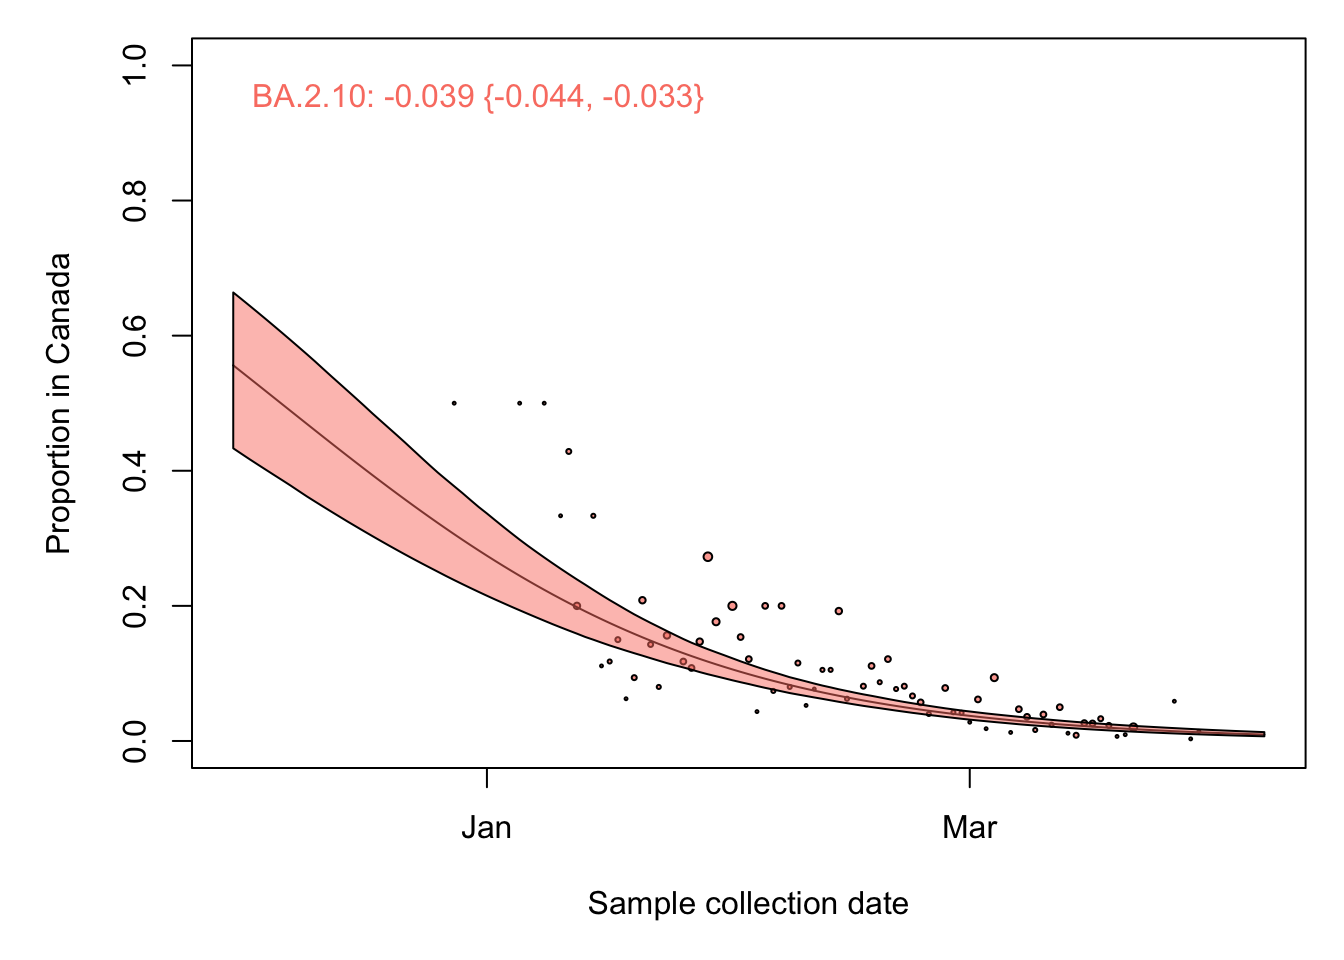 BA.2.10: -0.039 {-0.044, -0.033}
1.0
0.8
0.6
0.4
0.2
0.0
Proportion in Canada
Jan
Mar
Sample collection date